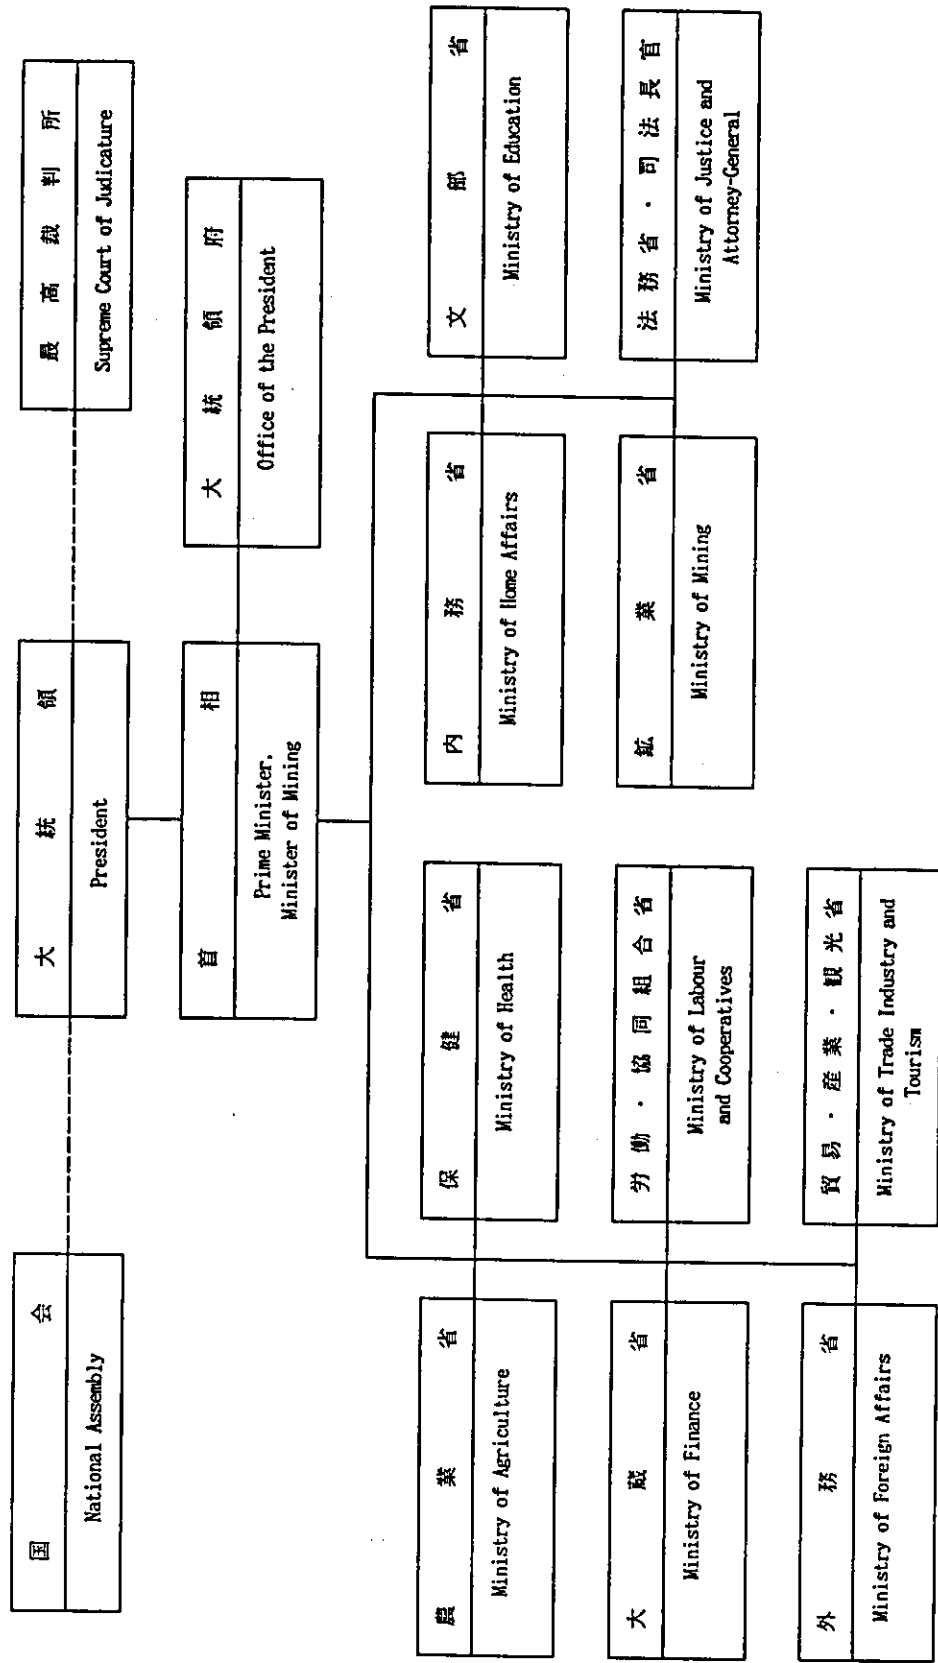 国会
National Assembly
大統領
President
最高裁判所
Supreme Court of Judicature
首相
Prime Minister,
Minister of Mining
大統領府
Office of the President
農業省
Ministry of Agriculture
保健省
Ministry of Health
内務省
Ministry of Home Affairs
文部省
Ministry of Education
大蔵省
Ministry of Finance
労働・協同組合省
Ministry of Labour
and Cooperatives
鉱業省
Ministry of Mining
法務省・司法長官
Ministry of Justice and
Attorney-General
外務省
Ministry of Foreign Affairs
貿易・産業・観光省
Ministry of Trade Industry and
Tourism